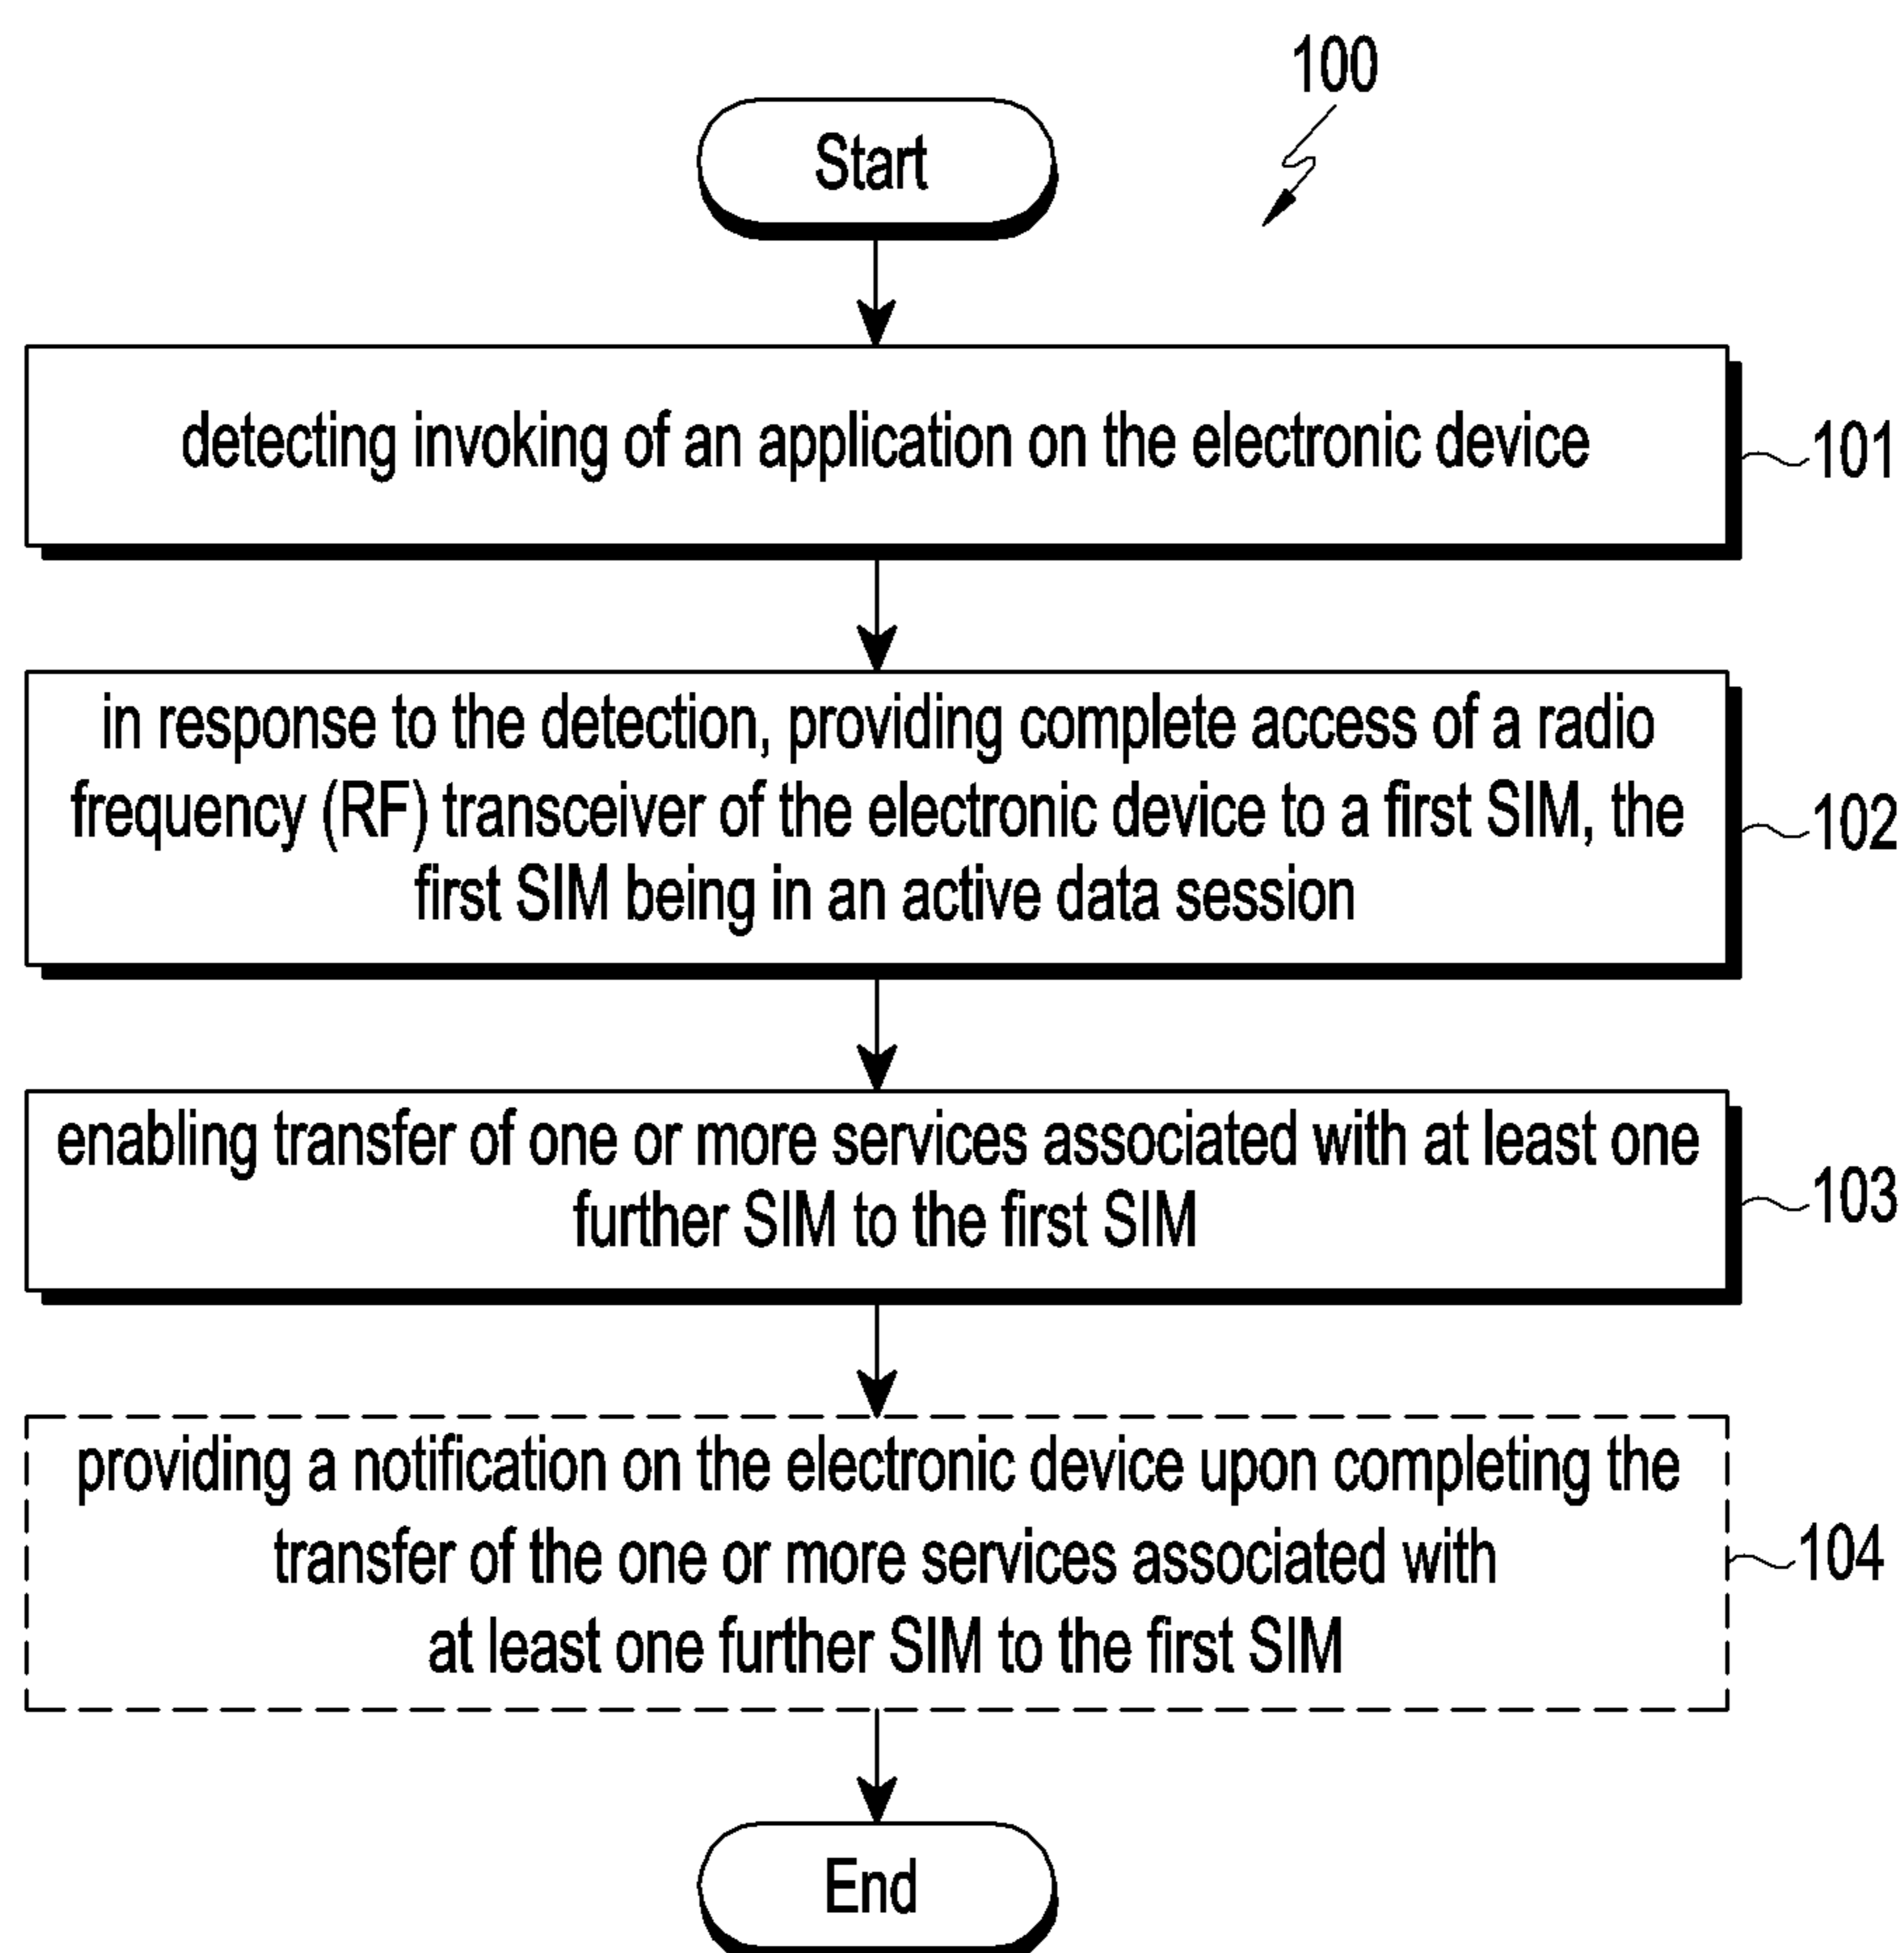 100
Start
detecting invoking of an application on the electronic device
101
in response to the detection, providing complete access of a radio
frequency (RF) transceiver of the electronic device to a first SIM, the
first SIM being in an active data session
102
enabling transfer of one or more services associated with at least one
further SIM to the first SIM
103
providing a notification on the electronic device upon completing the
transfer of the one or more services associated with
at least one further SIM to the first SIM
104
End